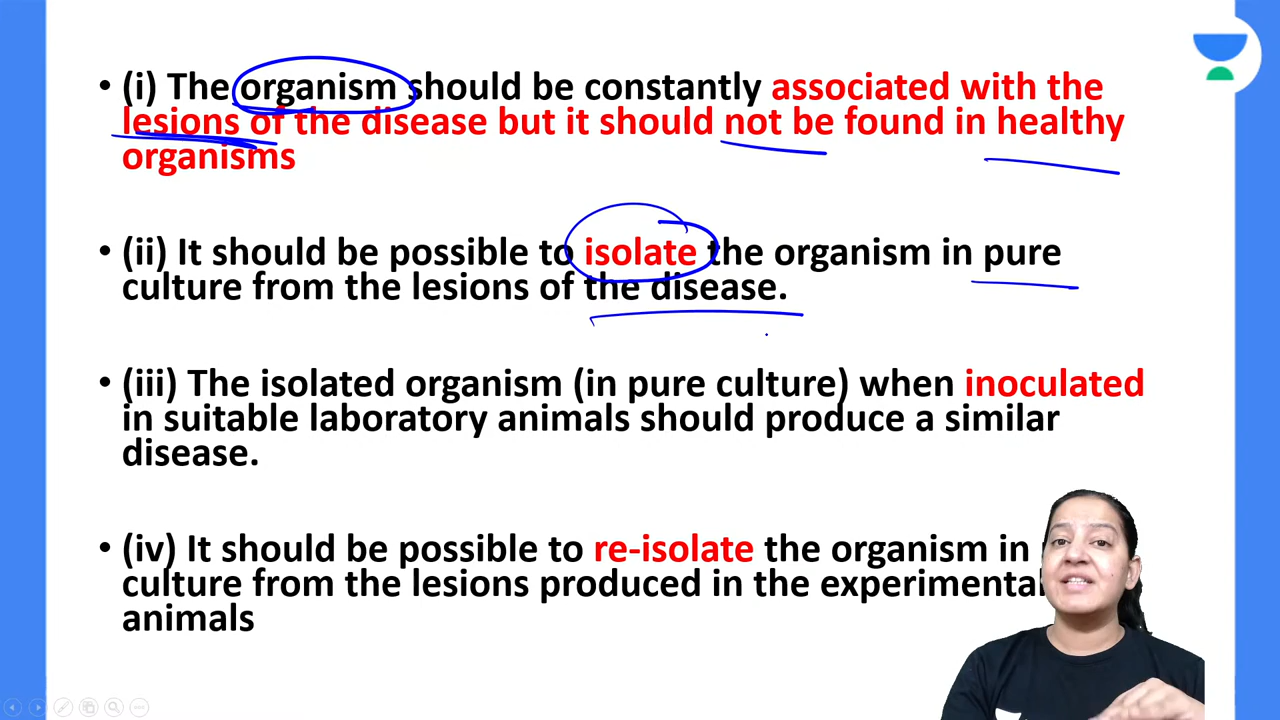 • (i) The organism should be constantly associated with the
lesions of the disease but it should not be found in healthy
organisms
• (ii) It should be possible to isolate the organism in pure
culture from the lesions of the disease.
• (iii) The isolated organism (in pure culture) when inoculated
in suitable laboratory animals should produce a similar
disease.
• (iv) It should be possible to re-isolate the organism in
culture from the lesions produced in the experimental
animals